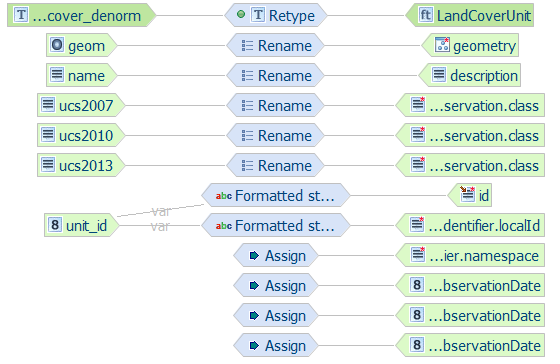 T ...cover_denorm T Retype ft LandCoverUnit
geom Rename geometry
name Rename description
ucs2007 Rename ...servation.class
ucs2010 Rename ...servation.class
ucs2013 Rename ...servation.class
abc Formatted st... id
var
8 unit_id var abc Formatted st... ...dentifier.localId
Assign ...ier.namespace
Assign 8 ...bservationDate
Assign 8 ...bservationDate
Assign 8 ...bservationDate